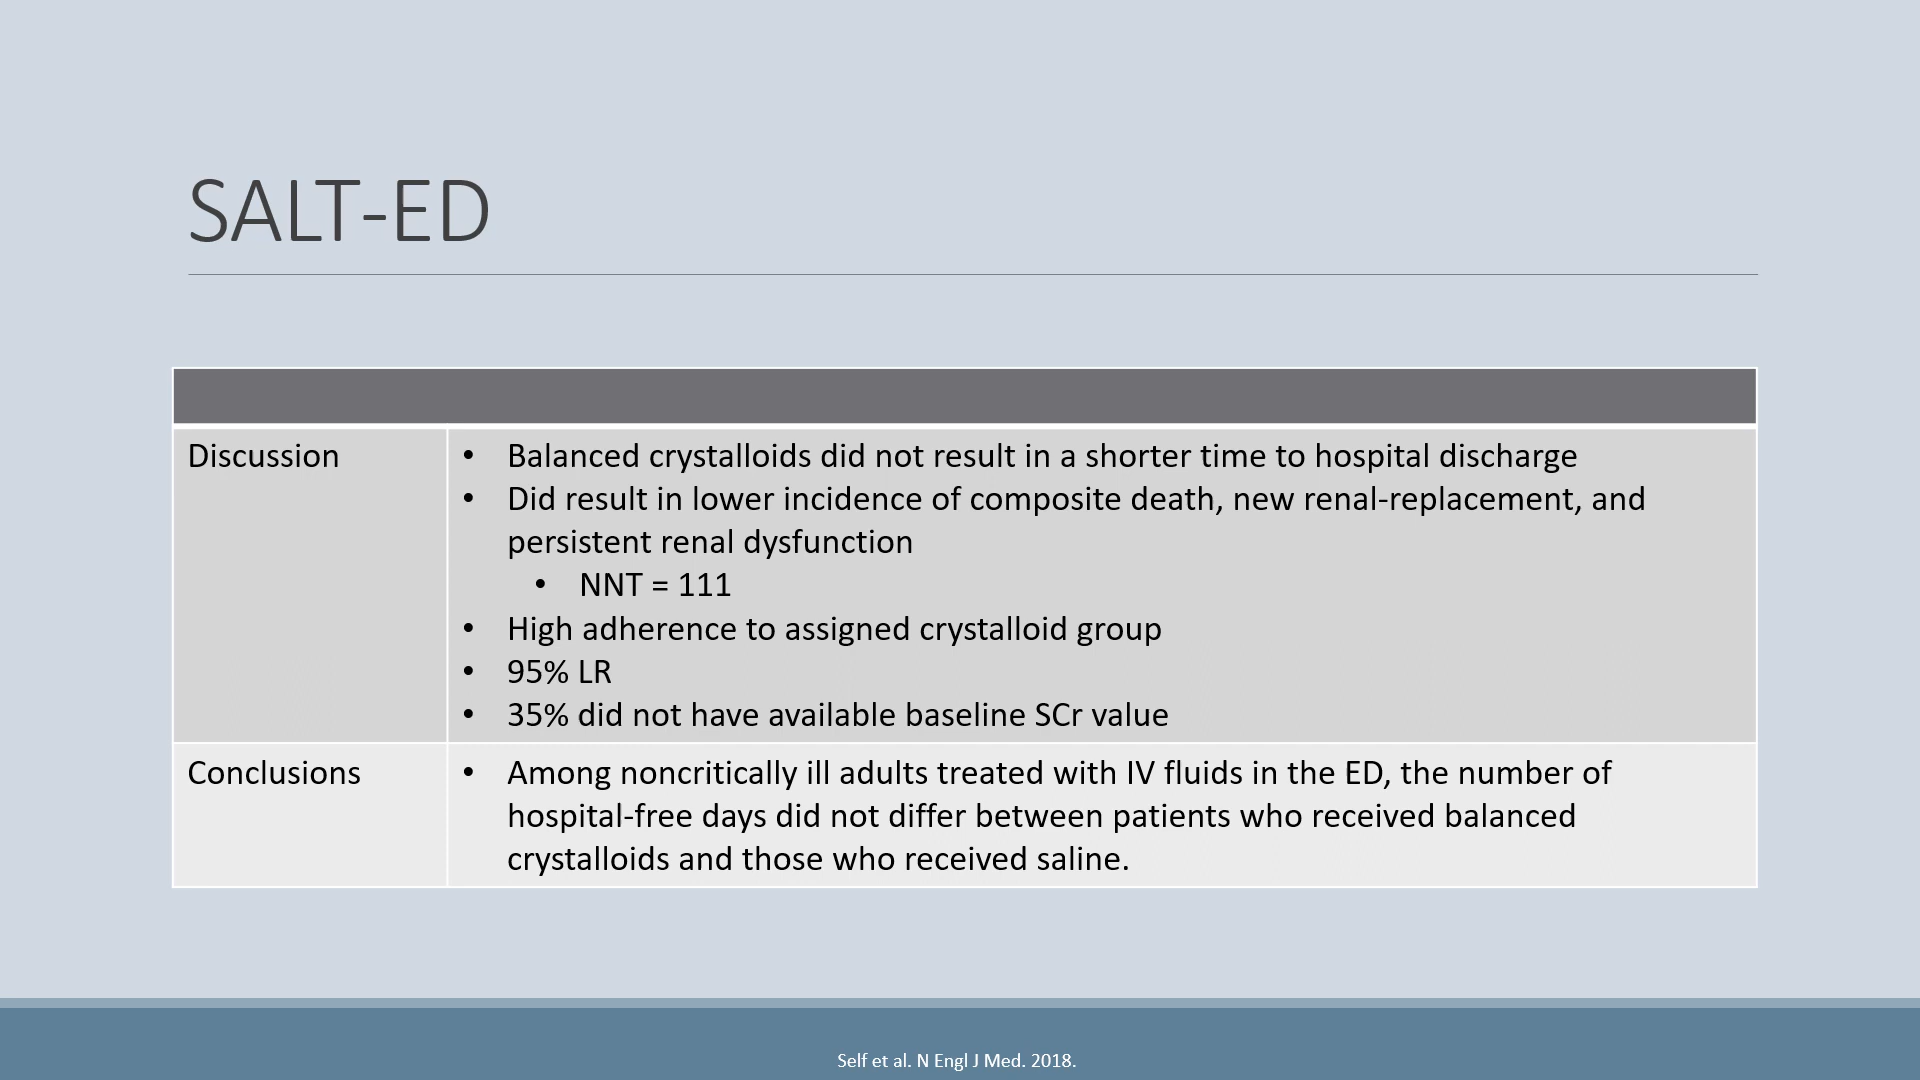 SALT-ED
Discussion
• Balanced crystalloids did not result in a shorter time to hospital discharge
• Did result in lower incidence of composite death, new renal-replacement, and
persistent renal dysfunction
• NNT = 111
• High adherence to assigned crystalloid group
• 95% LR
• 35% did not have available baseline SCr value
Conclusions
• Among noncritically ill adults treated with IV fluids in the ED, the number of
hospital-free days did not differ between patients who received balanced
crystalloids and those who received saline.
Self et al. N Engl J Med. 2018.